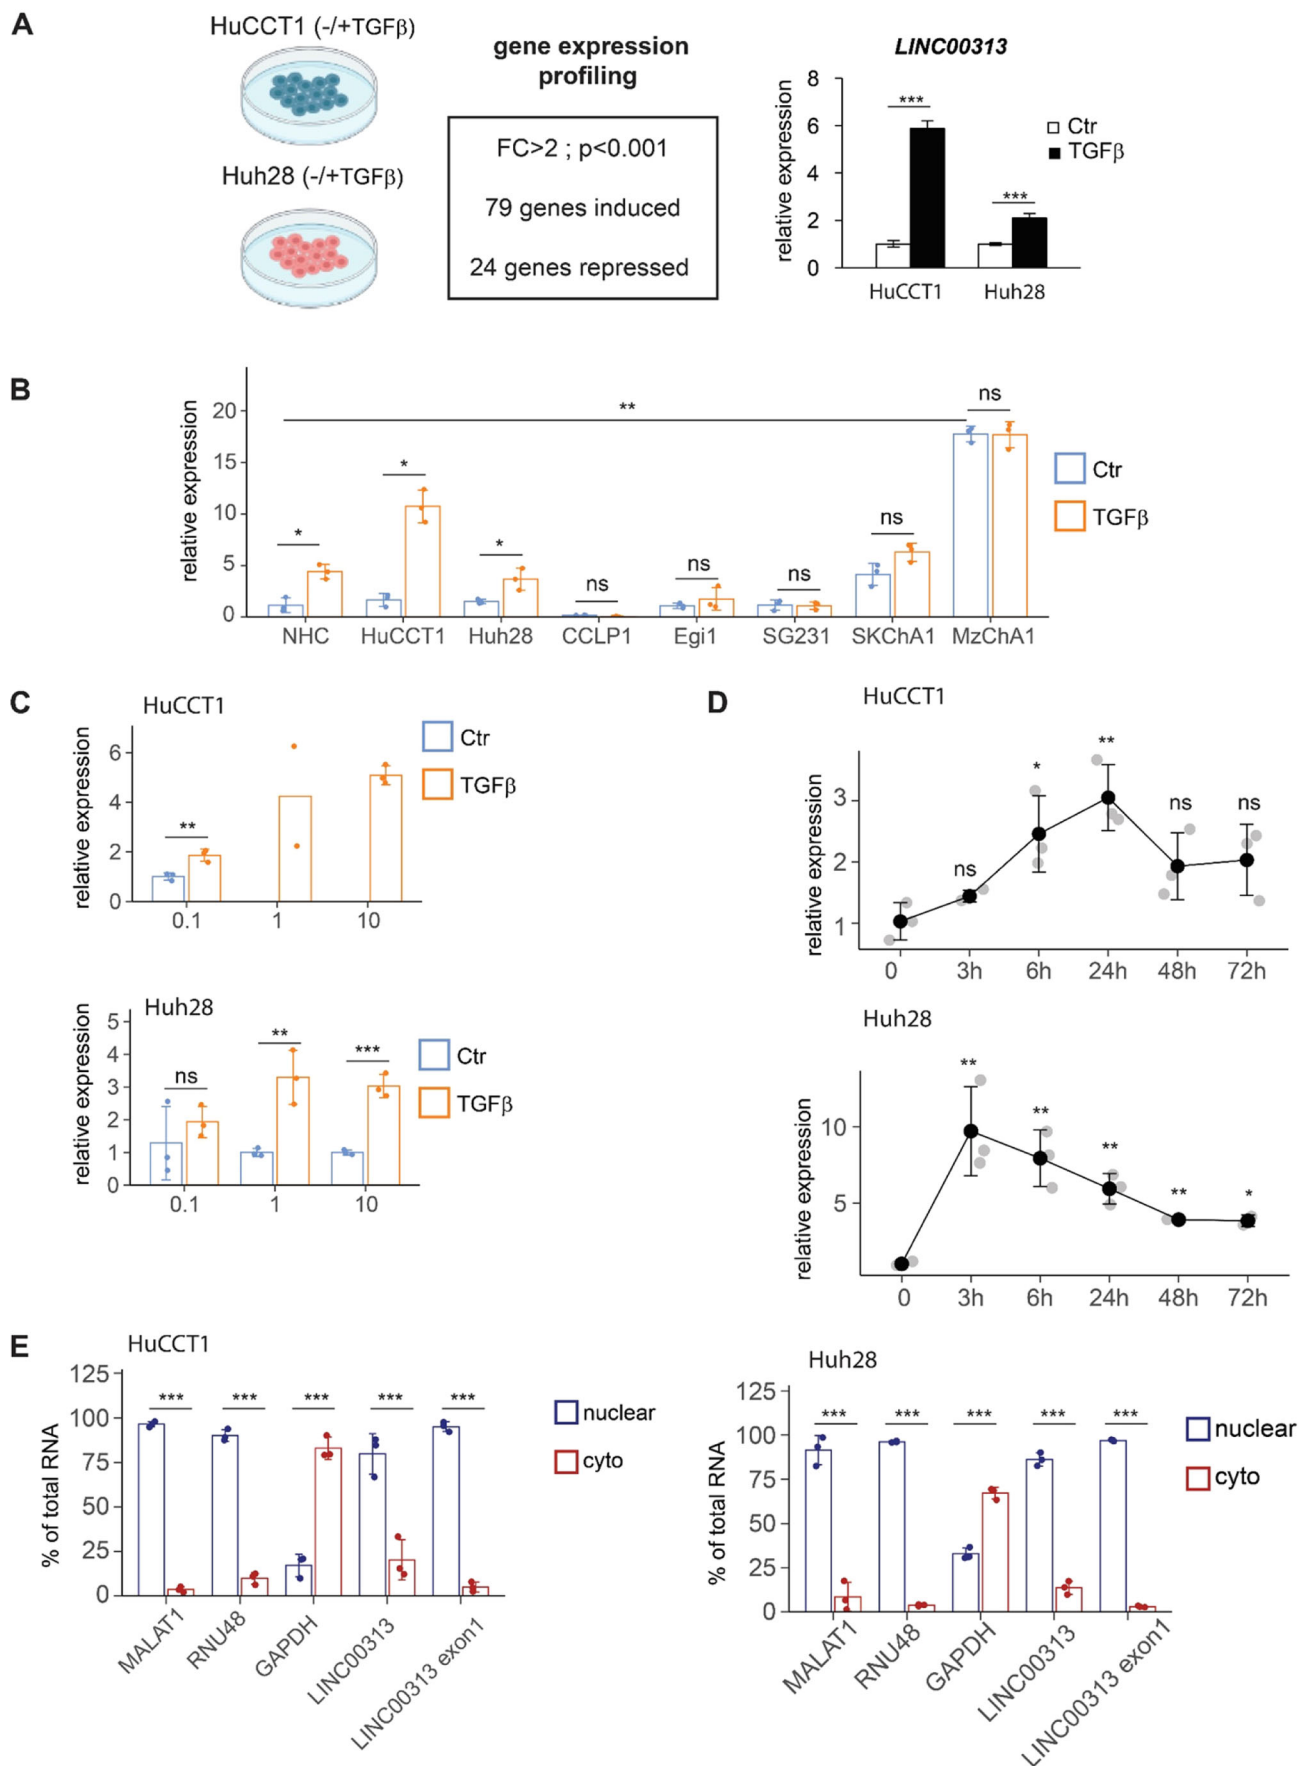 A
HuCCT1 (-/+TGFβ)
Huh28 (-/+TGFβ)
gene expression
profiling
FC>2 ; p<0.001
79 genes induced
24 genes repressed
LINC00313
relative expression
8
6
4
2
0
***
***
Ctr
TGFβ
HuCCT1
Huh28
B
relative expression
20
15
10
5
0
**
*
*
*
ns
ns
ns
ns
ns
NHC
HuCCT1
Huh28
CCLP1
Egi1
SG231
SKChA1
MzChA1
Ctr
TGFβ
C
HuCCT1
relative expression
6
4
2
0
**
0.1
1
10
Ctr
TGFβ
Huh28
relative expression
5
4
3
2
1
0
ns
**
***
0.1
1
10
Ctr
TGFβ
D
HuCCT1
relative expression
3
2
1
ns
*
**
ns
ns
0
3h
6h
24h
48h
72h
Huh28
relative expression
10
5
**
**
**
**
*
0
3h
6h
24h
48h
72h
E
HuCCT1
% of total RNA
125
100
75
50
25
0
***
***
***
***
***
MALAT1
RNU48
GAPDH
LINC00313
LINC00313 exon1
nuclear
cyto
Huh28
% of total RNA
125
100
75
50
25
0
***
***
***
***
***
MALAT1
RNU48
GAPDH
LINC00313
LINC00313 exon1
nuclear
cyto